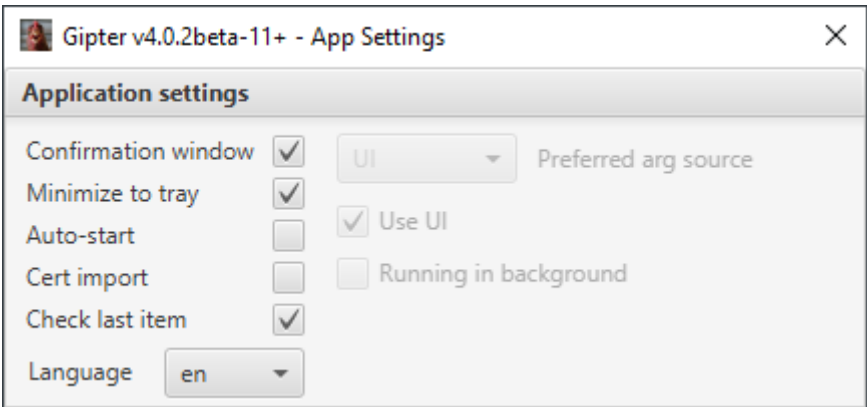 Gipter v4.0.2beta-11+ - App Settings
Application settings
Confirmation window
UI
Preferred arg source
Minimize to tray
Use UI
Auto-start
Cert import
Running in background
Check last item
Language
en